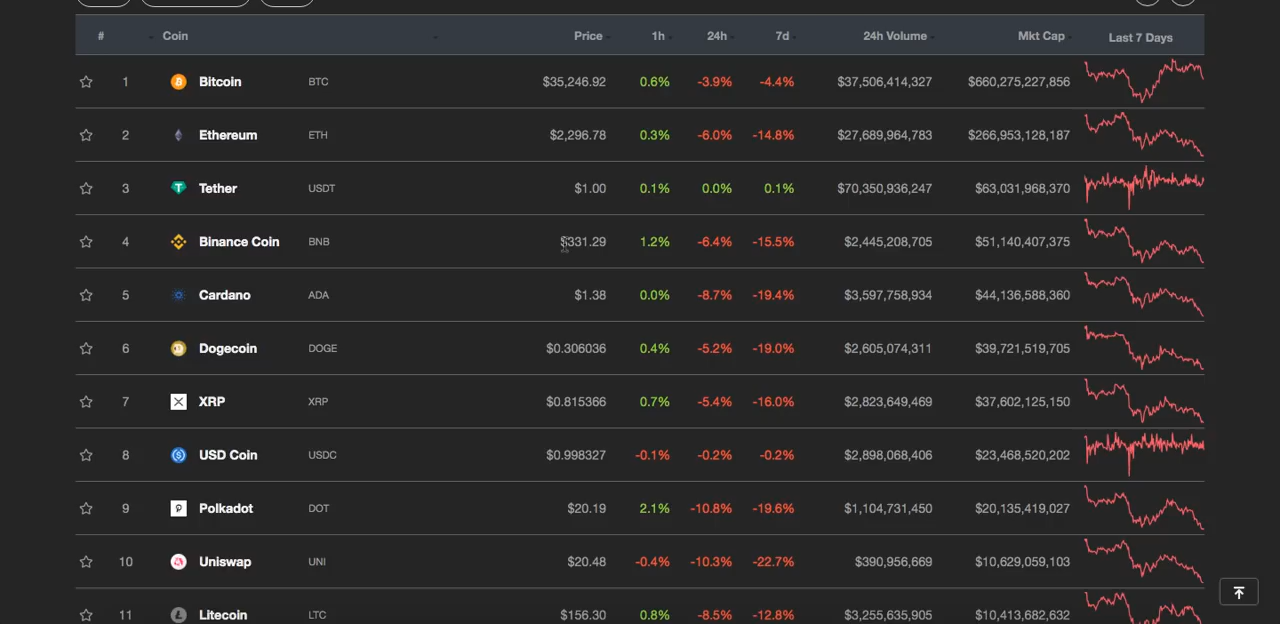 # Coin Price 1h 24h 7d 24h Volume Mkt Cap Last 7 Days
1 Bitcoin BTC $35,246.92 0.6% -3.9% -4.4% $37,506,414,327 $660,275,227,856
2 Ethereum ETH $2,296.78 0.3% -6.0% -14.8% $27,689,964,783 $266,953,128,187
3 Tether USDT $1.00 0.1% 0.0% 0.1% $70,350,936,247 $63,031,968,370
4 Binance Coin BNB $331.29 1.2% -6.4% -15.5% $2,445,208,705 $51,140,407,375
5 Cardano ADA $1.38 0.0% -8.7% -19.4% $3,597,758,934 $44,136,588,360
6 Dogecoin DOGE $0.306036 0.4% -5.2% -19.0% $2,605,074,311 $39,721,519,705
7 XRP XRP $0.815366 0.7% -5.4% -16.0% $2,823,649,469 $37,602,125,150
8 USD Coin USDC $0.998327 -0.1% -0.2% -0.2% $2,898,068,406 $23,468,520,202
9 Polkadot DOT $20.19 2.1% -10.8% -19.6% $1,104,731,450 $20,135,419,027
10 Uniswap UNI $20.48 -0.4% -10.3% -22.7% $390,956,669 $10,629,059,103
11 Litecoin LTC $156.30 0.8% -8.5% -12.8% $3,255,635,905 $10,413,682,632